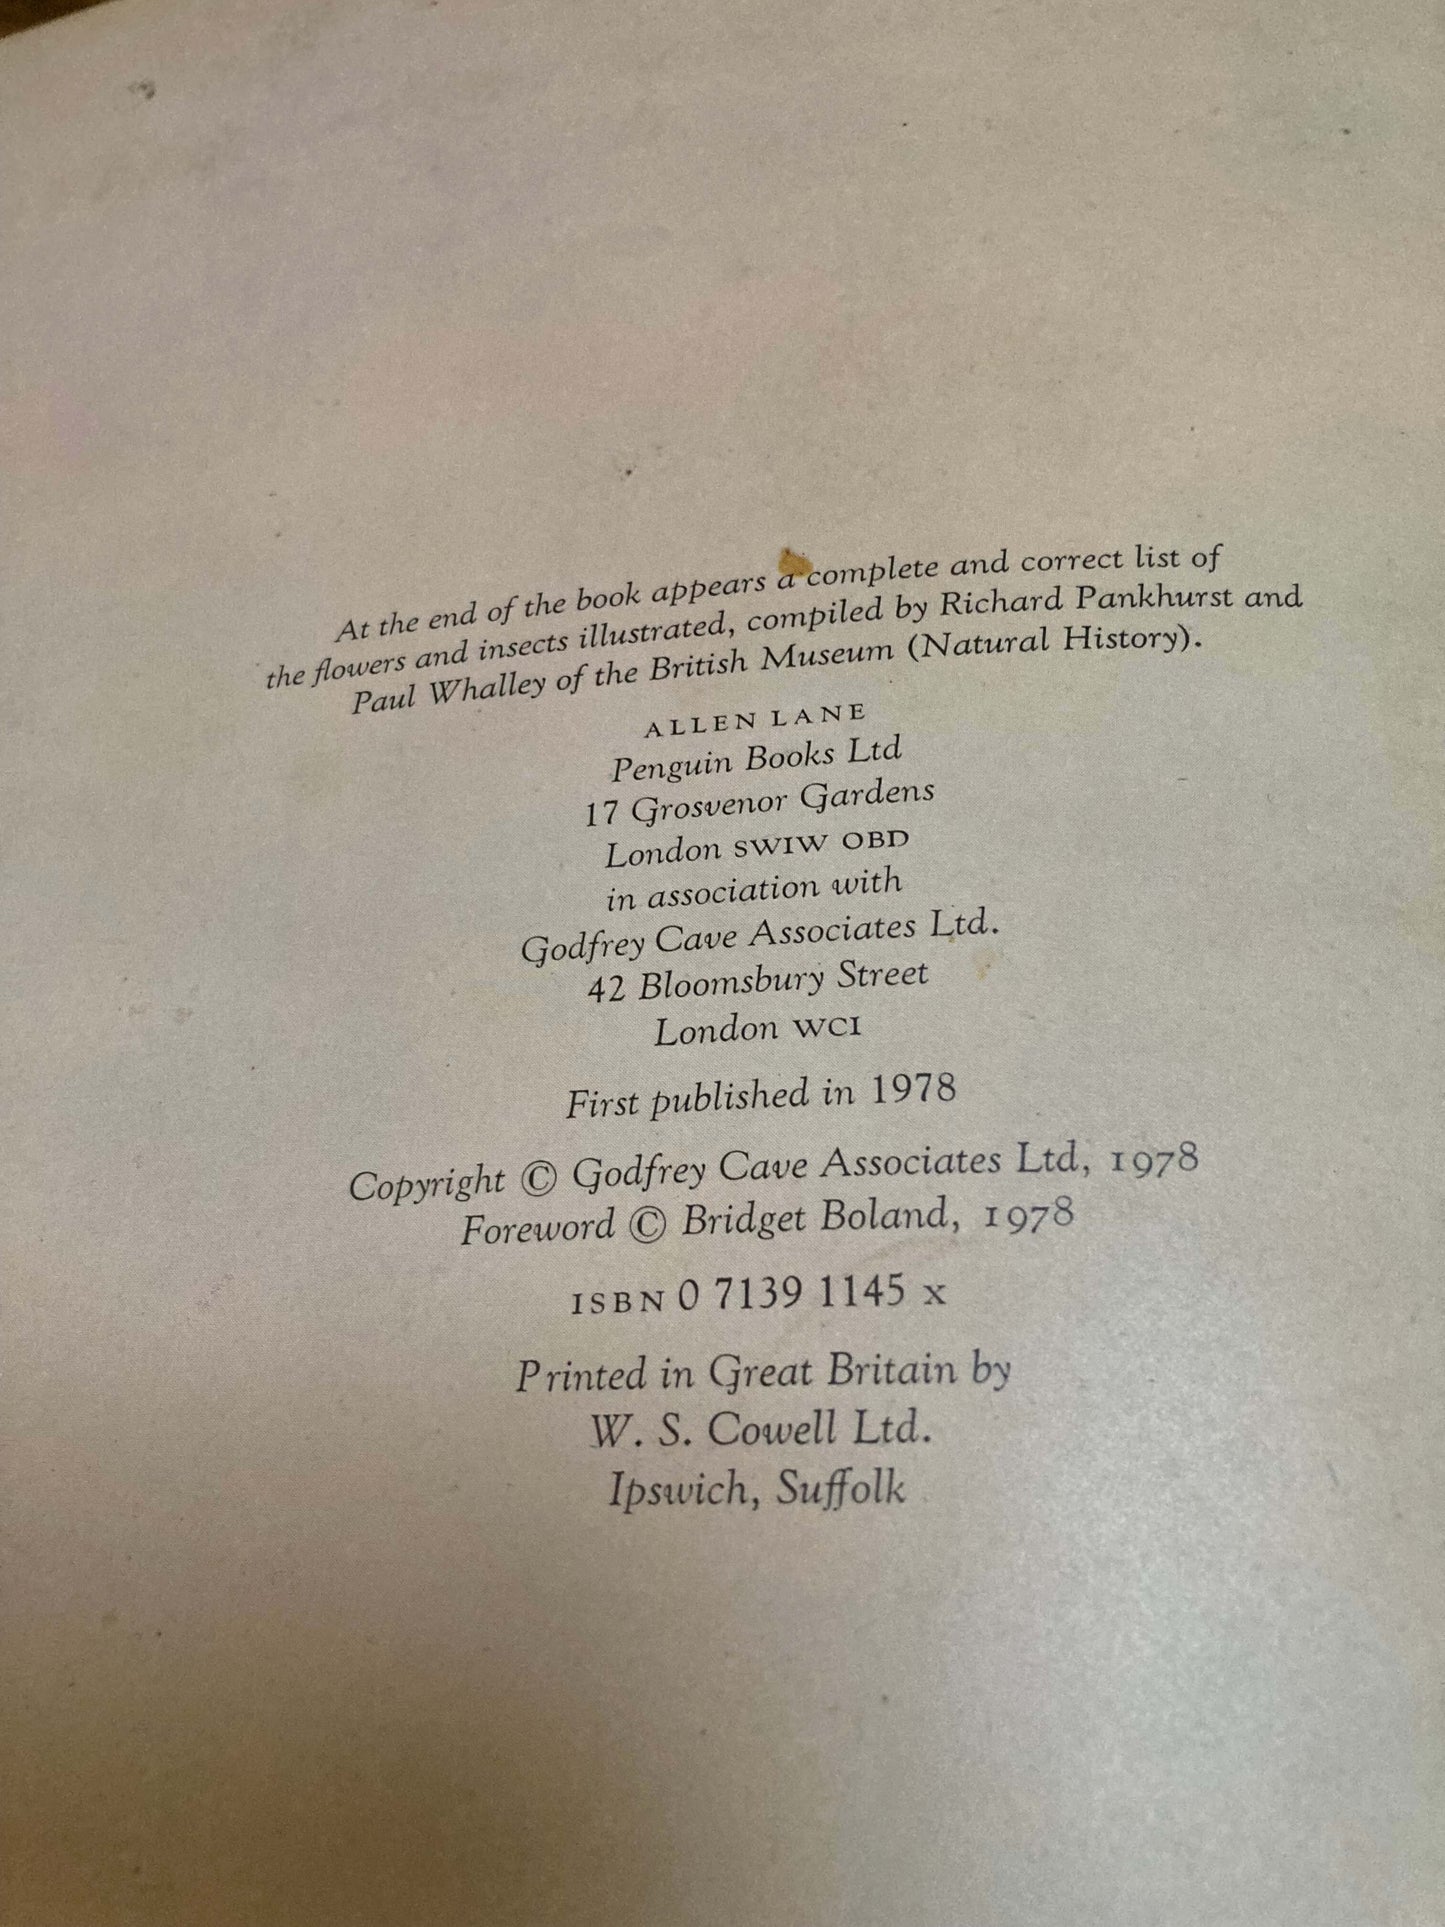 At the end of the book appears a complete and correct list of
the flowers and insects illustrated, compiled by Richard Pankhurst and
Paul Whalley of the British Museum (Natural History).
ALLEN LANE
Penguin Books Ltd
17 Grosvenor Gardens
London SWIW OBD
in association with
Godfrey Cave Associates Ltd.
42 Bloomsbury Street
London WCI
First published in 1978
Copyright © Godfrey Cave Associates Ltd, 1978
Foreword © Bridget Boland, 1978
ISBN 0 7139 1145 x
Printed in Great Britain by
W. S. Cowell Ltd.
Ipswich, Suffolk